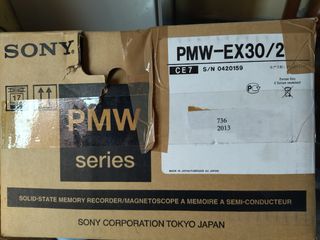 SONY
PMW-EX30/2
CE7 S/N 0420159
PMW
series
736
2013
SOLID-STATE MEMORY RECORDER/MAGNETOSCOPE A MEMOIRE A SEMI-CONDUCTEUR
SONY CORPORATION TOKYO JAPAN